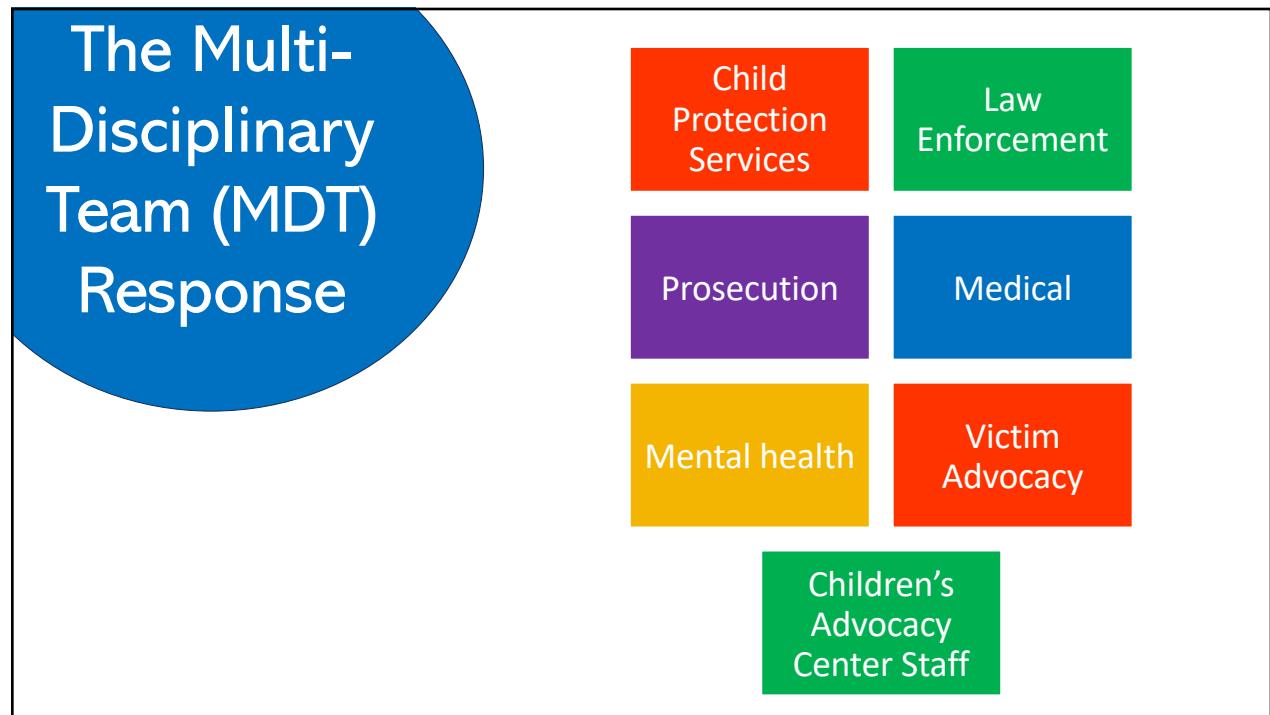 The Multi-
Disciplinary
Team (MDT)
Response
Child
Protection
Services
Law
Enforcement
Prosecution
Medical
Mental health
Victim
Advocacy
Children’s
Advocacy
Center Staff